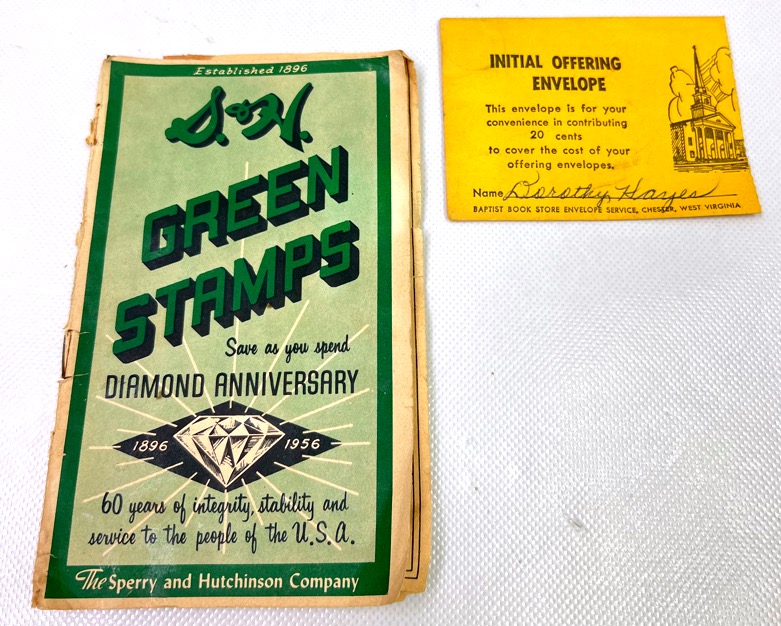 Established 1896
S. & H.
GREEN
STAMPS
Save as you spend
DIAMOND ANNIVERSARY
1896 1956
60 years of integrity, stability and
service to the people of the U.S.A.
The Sperry and Hutchinson Company
INITIAL OFFERING
ENVELOPE
This envelope is for your
convenience in contributing
20 cents
to cover the cost of your
offering envelopes.
Name Dorothy Hayes
BAPTIST BOOK STORE ENVELOPE SERVICE, CHESTER, WEST VIRGINIA